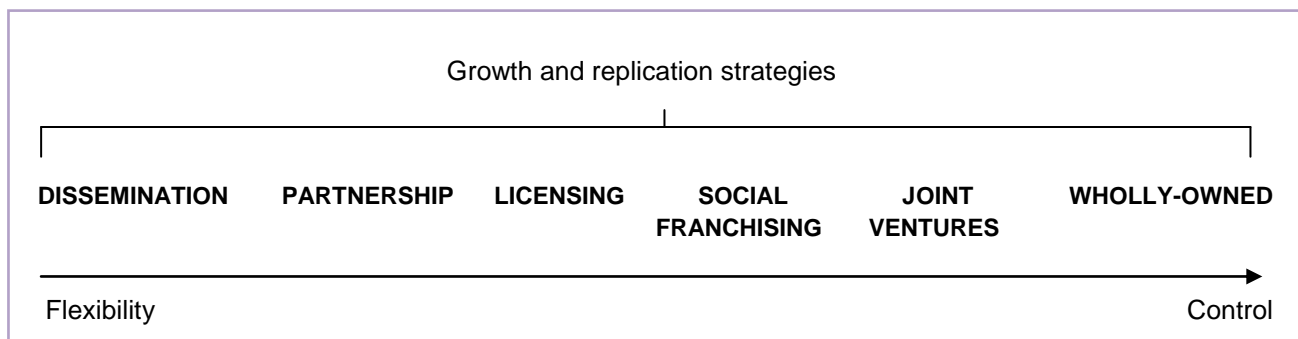 Growth and replication strategies
DISSEMINATION PARTNERSHIP LICENSING SOCIAL FRANCHISING JOINT VENTURES WHOLLY-OWNED
Flexibility Control